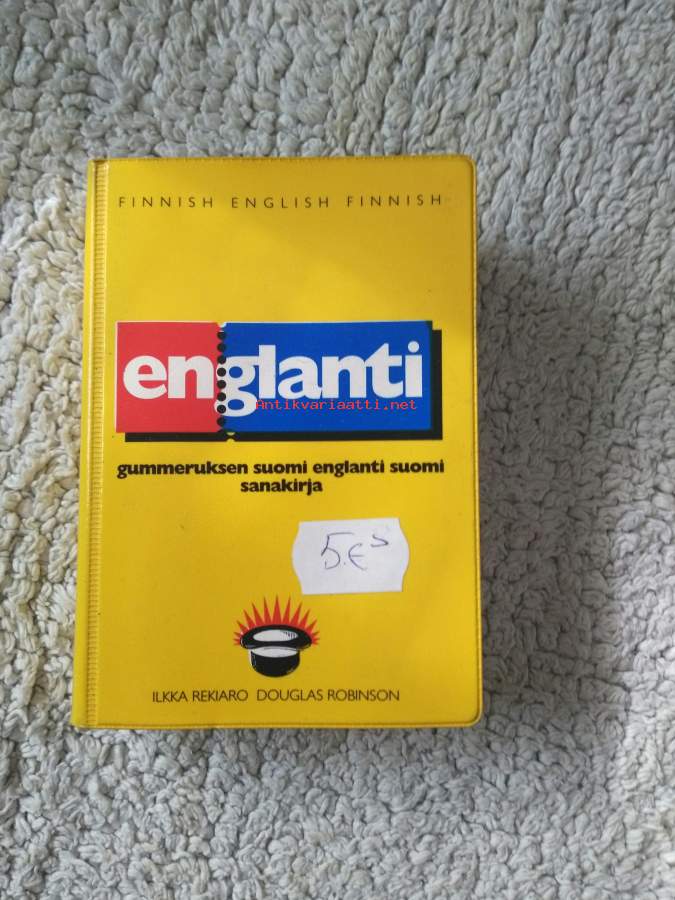 FINNISH ENGLISH FINNISH
englanti
Antikvariaatti.net
gummeruksen suomi englanti suomi
sanakirja
5.€
ILKKA REKIARO DOUGLAS ROBINSON